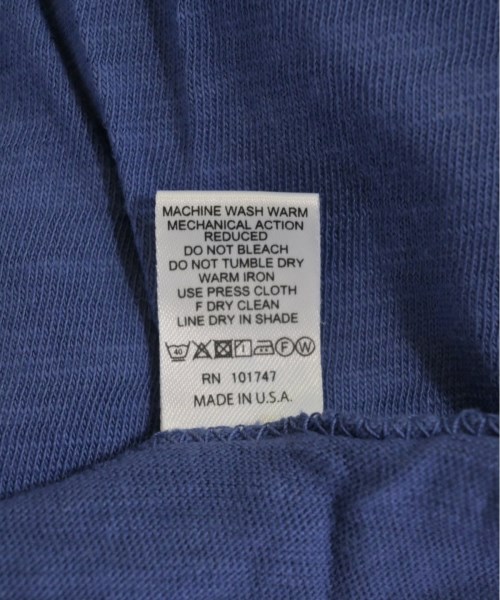 MACHINE WASH WARM
MECHANICAL ACTION
REDUCED
DO NOT BLEACH
DO NOT TUMBLE DRY
WARM IRON
USE PRESS CLOTH
F DRY CLEAN
LINE DRY IN SHADE
40 F W
RN 101747
MADE IN U.S.A.